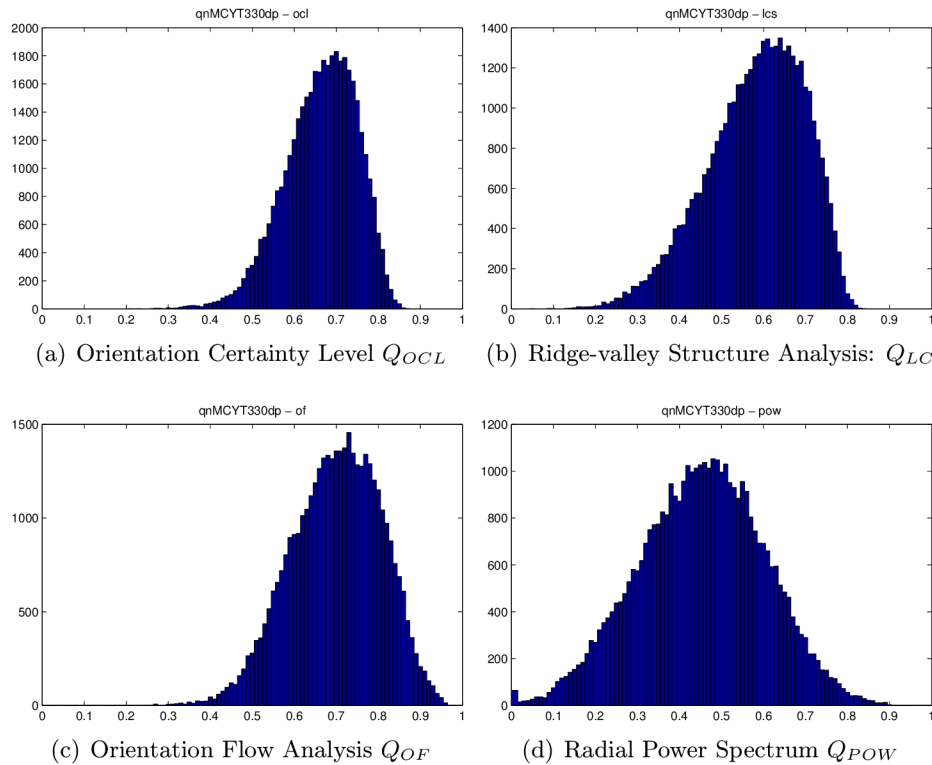 qnMCYT330dp – ocl
2000
1800
1600
1400
1200
1000
800
600
400
200
0
0 0.1 0.2 0.3 0.4 0.5 0.6 0.7 0.8 0.9 1
(a) Orientation Certainty Level Q_OCL
qnMCYT330dp – lcs
1400
1200
1000
800
600
400
200
0
0 0.1 0.2 0.3 0.4 0.5 0.6 0.7 0.8 0.9 1
(b) Ridge-valley Structure Analysis: Q_LC
qnMCYT330dp – of
1500
1000
500
0
0 0.1 0.2 0.3 0.4 0.5 0.6 0.7 0.8 0.9 1
(c) Orientation Flow Analysis Q_OF
qnMCYT330dp – pow
1200
1000
800
600
400
200
0
0 0.1 0.2 0.3 0.4 0.5 0.6 0.7 0.8 0.9 1
(d) Radial Power Spectrum Q_POW